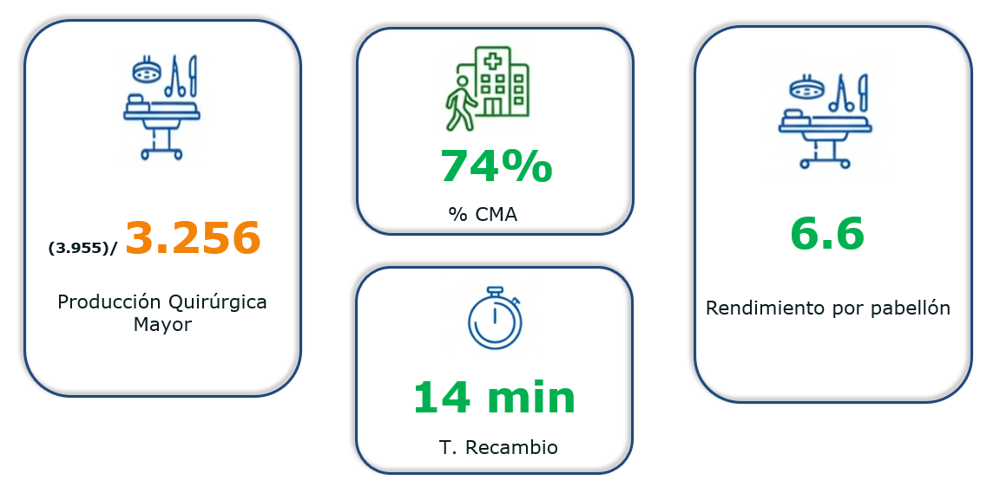 (3.955)/ 3.256
Producción Quirúrgica
Mayor
74%
% CMA
14 min
T. Recambio
6.6
Rendimiento por pabellón